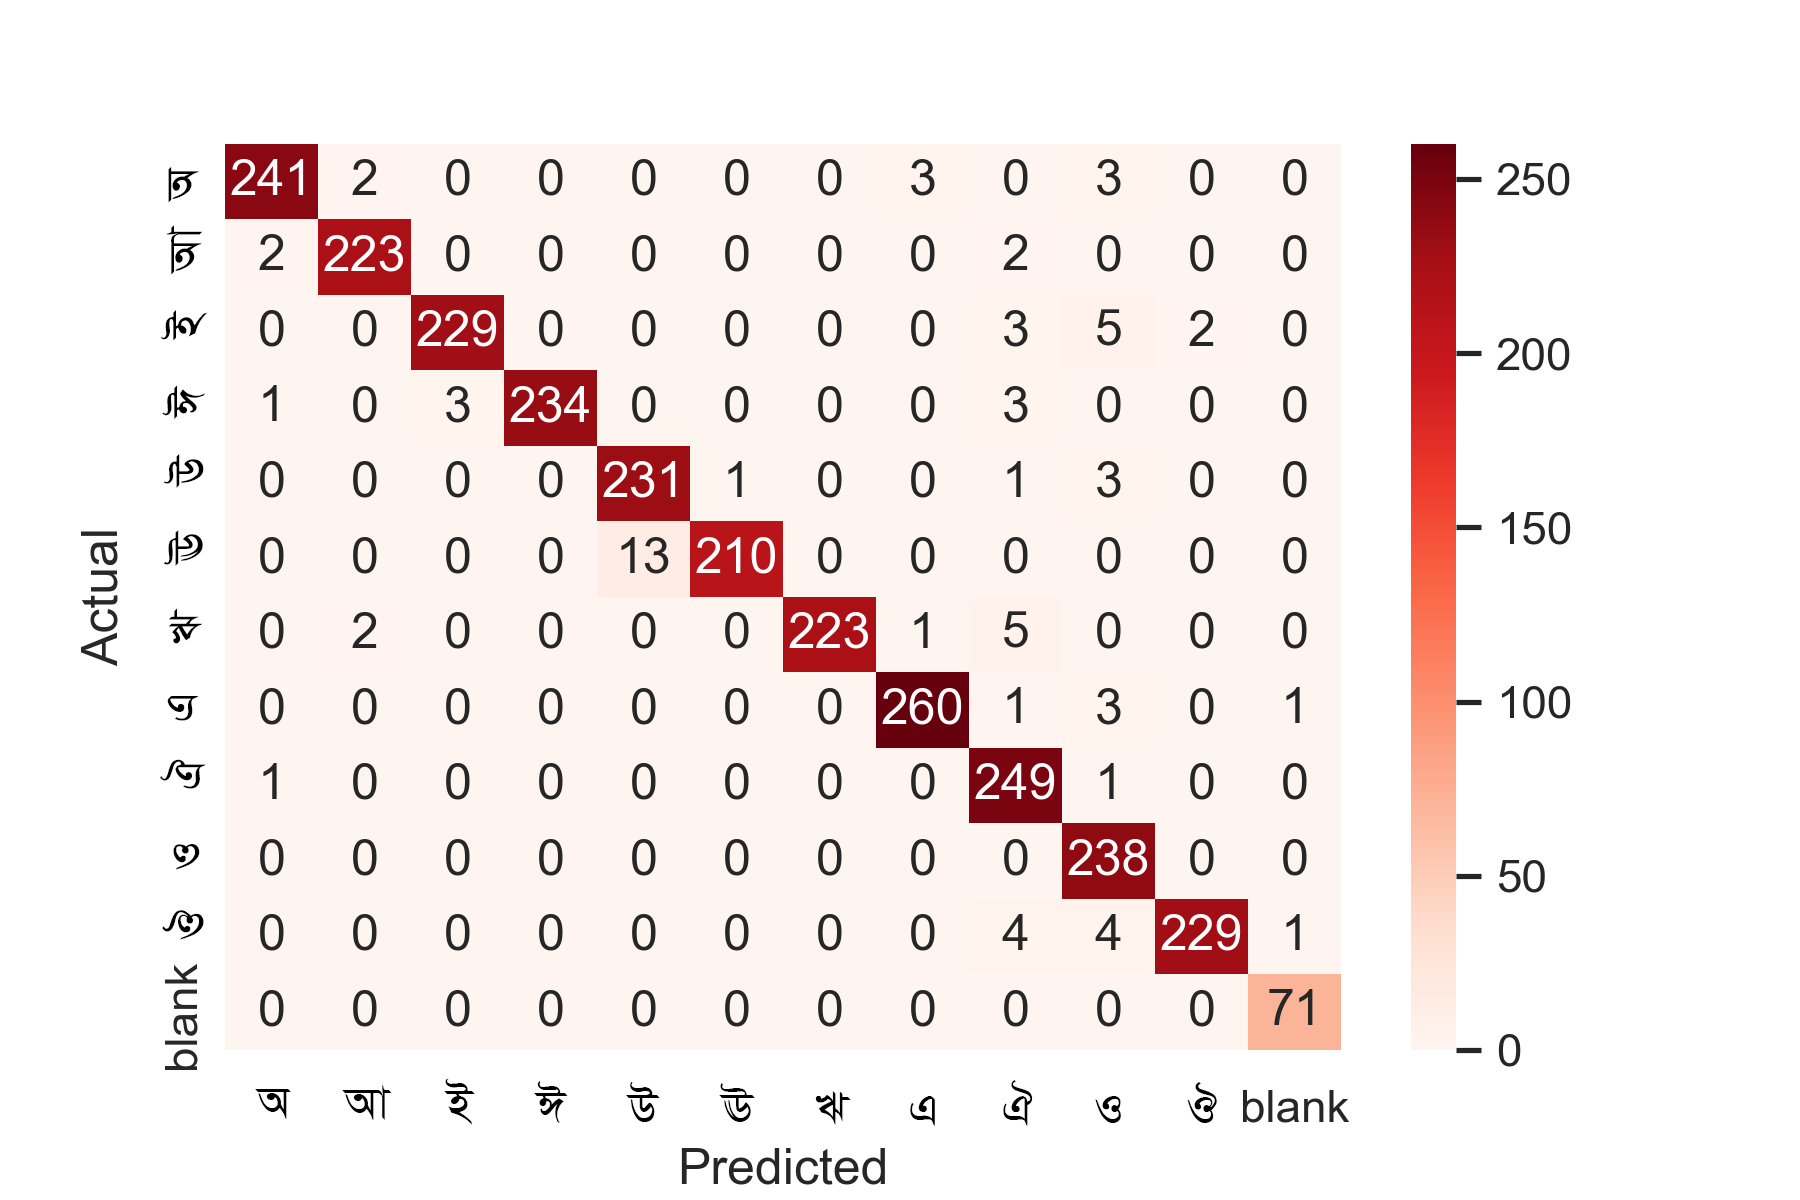 অ 241 2 0 0 0 0 0 3 0 3 0 0
আ 2 223 0 0 0 0 0 0 2 0 0 0
ই 0 0 229 0 0 0 0 0 3 5 2 0
ঈ 1 0 3 234 0 0 0 0 3 0 0 0
উ 0 0 0 0 231 1 0 0 1 3 0 0
ঊ 0 0 0 0 13 210 0 0 0 0 0 0
ঋ 0 2 0 0 0 0 223 1 5 0 0 0
এ 0 0 0 0 0 0 0 260 1 3 0 1
ঐ 1 0 0 0 0 0 0 0 249 1 0 0
ও 0 0 0 0 0 0 0 0 0 238 0 0
ঔ 0 0 0 0 0 0 0 0 4 4 229 1
blank 0 0 0 0 0 0 0 0 0 0 0 71
অ আ ই ঈ উ ঊ ঋ এ ঐ ও ঔ blank
Predicted
Actual
250
200
150
100
50
0